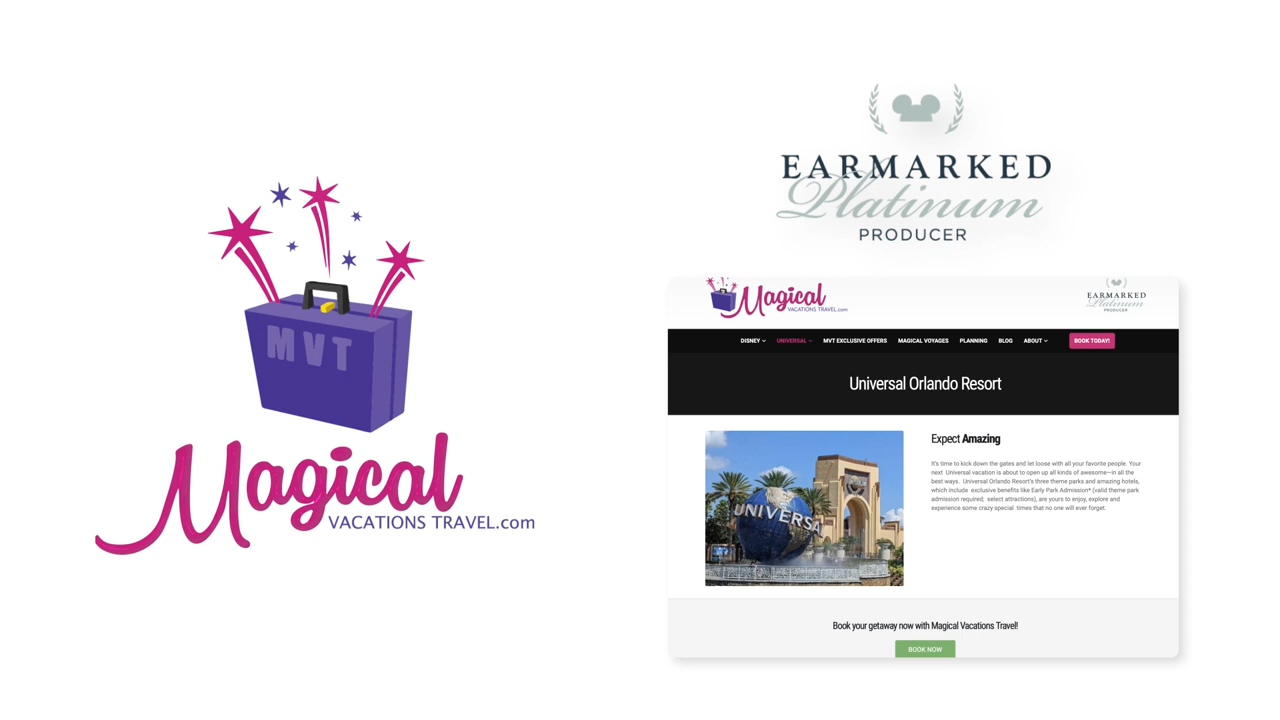 MVT
Magical
VACATIONS TRAVEL.com
EARMARKED
Platinum
PRODUCER
Magical
VACATIONS TRAVEL.com
EARMARKED
Platinum
PRODUCER
DISNEY UNIVERSAL MVT EXCLUSIVE OFFERS MAGICAL VOYAGES PLANNING BLOG ABOUT BOOK TODAY!
Universal Orlando Resort
UNIVERSA
Expect Amazing
It's time to kick down the gates and let loose with all your favorite people. Your
next Universal vacation is about to open up all kinds of awesome—in all the
best ways. Universal Orlando Resort's three theme parks and amazing hotels,
which include exclusive benefits like Early Park Admission* (valid theme park
admission required; select attractions), are yours to enjoy, explore and
experience some crazy special times that no one will ever forget.
Book your getaway now with Magical Vacations Travel!
BOOK NOW